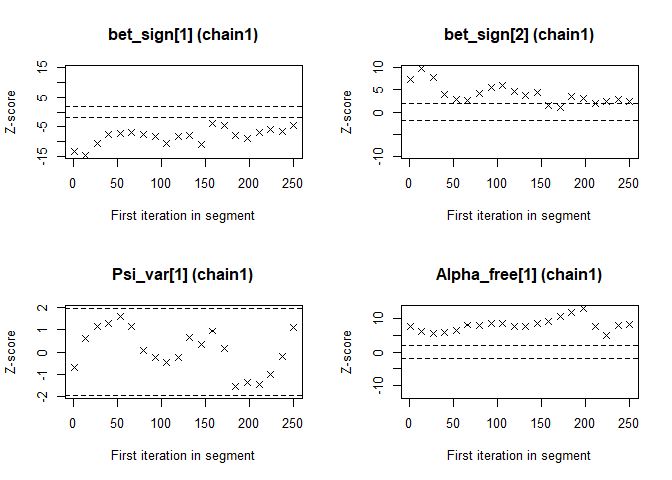 bet_sign[1] (chain1)
Z-score
15
5
-5
-15
0 50 100 150 200 250
First iteration in segment
bet_sign[2] (chain1)
Z-score
10
5
0
-10
0 50 100 150 200 250
First iteration in segment
Psi_var[1] (chain1)
Z-score
2
1
0
-1
-2
0 50 100 150 200 250
First iteration in segment
Alpha_free[1] (chain1)
Z-score
10
0
-10
0 50 100 150 200 250
First iteration in segment